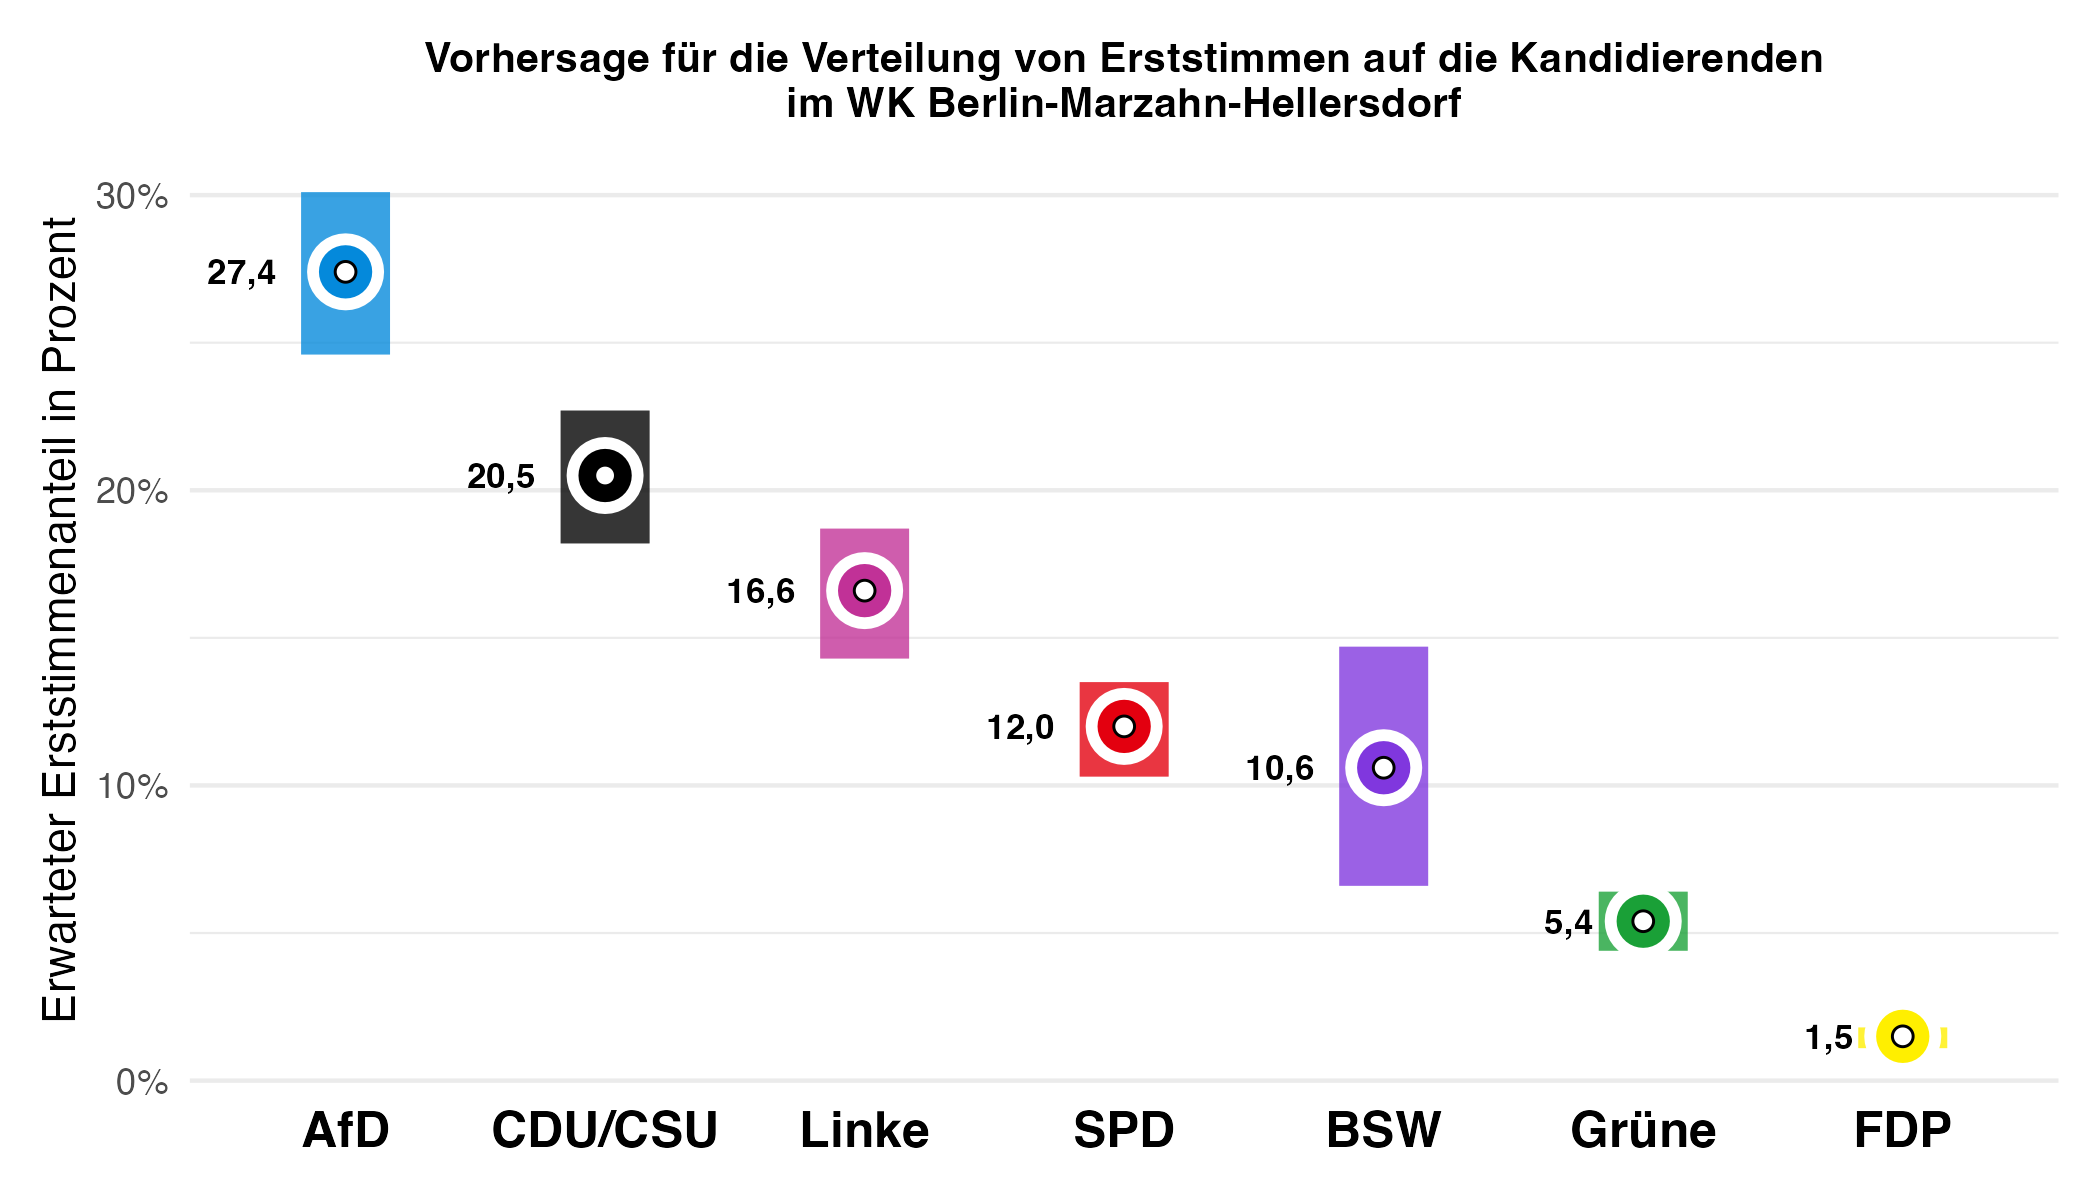 Vorhersage für die Verteilung von Erststimmen auf die Kandidierenden
im WK Berlin-Marzahn-Hellersdorf
Erwarteter Erststimmenanteil in Prozent
30%
20%
10%
0%
27,4
20,5
16,6
12,0
10,6
5,4
1,5
AfD
CDU/CSU
Linke
SPD
BSW
Grüne
FDP